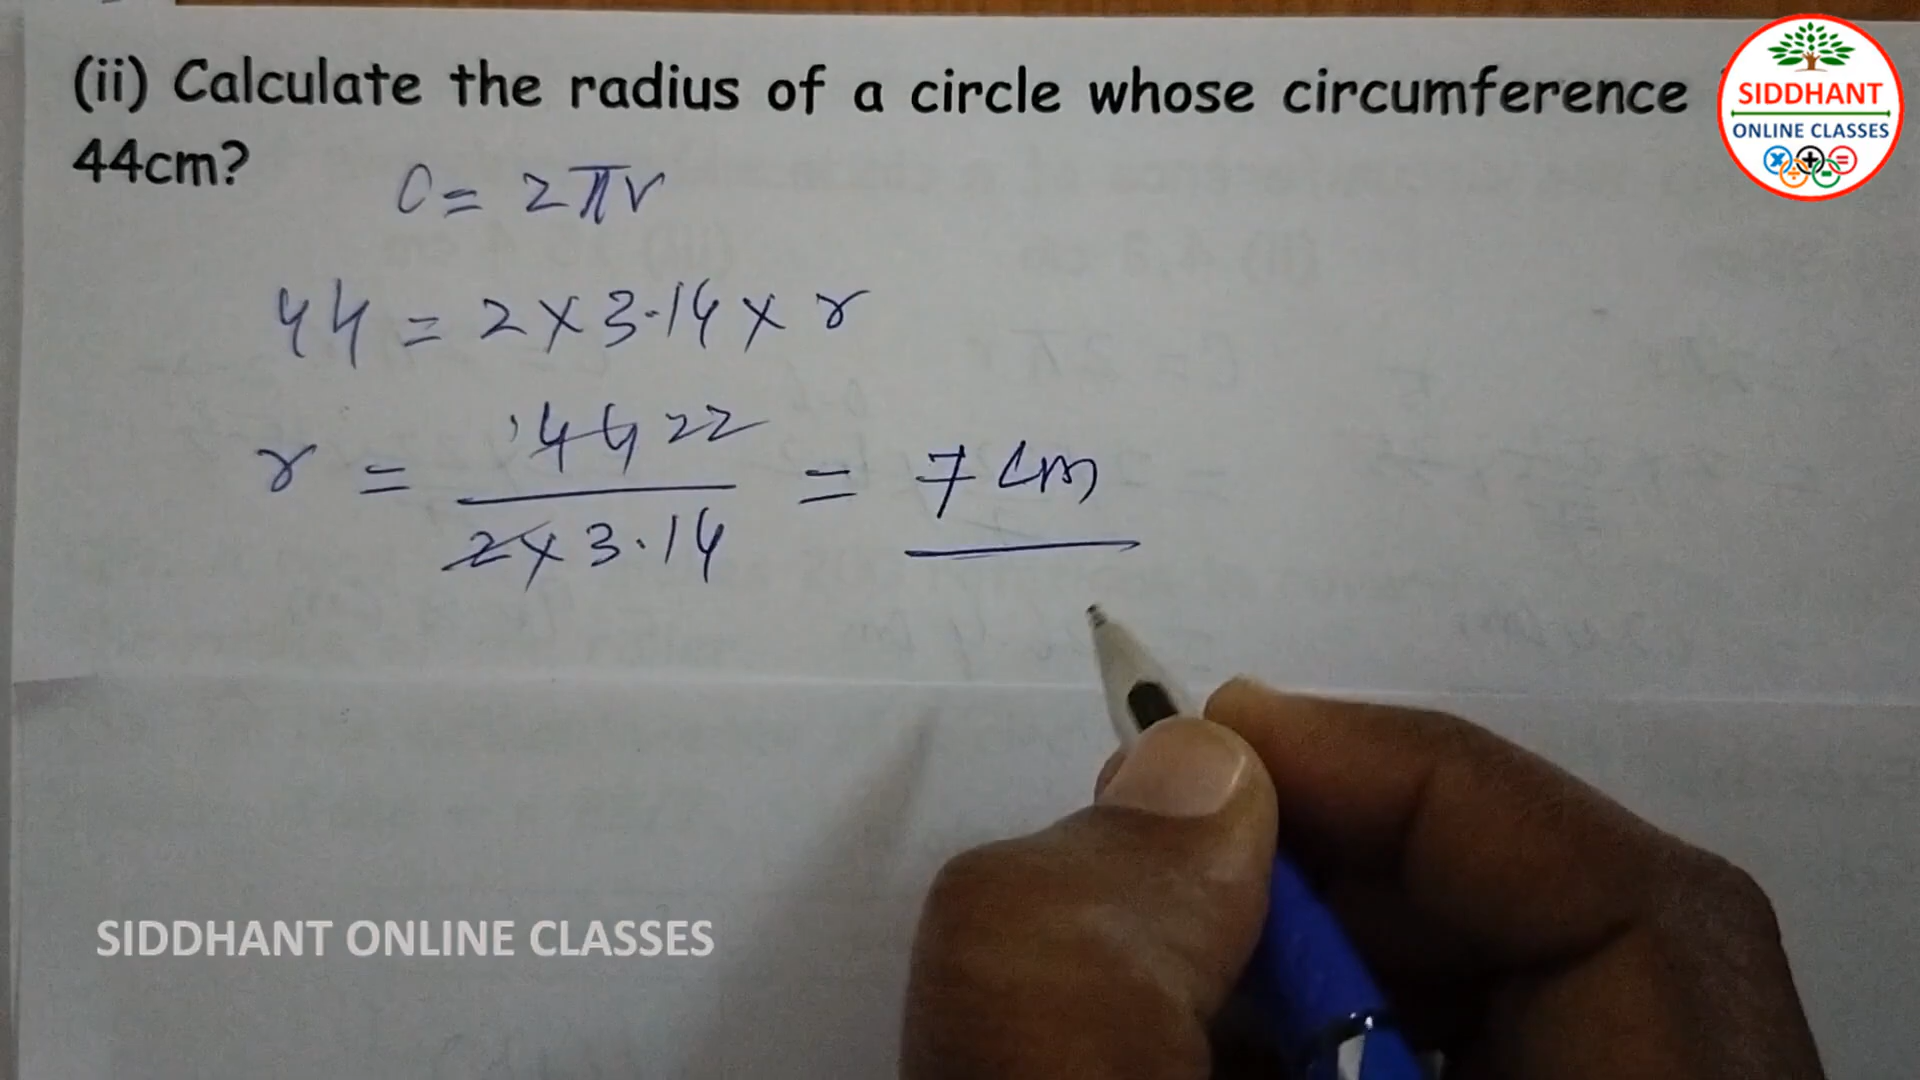 (ii) Calculate the radius of a circle whose circumference
44cm?
C = 2πr
44 = 2 × 3.14 × r
r = 44 22 / 2 × 3.14 = 7 cm
SIDDHANT
ONLINE CLASSES
SIDDHANT ONLINE CLASSES